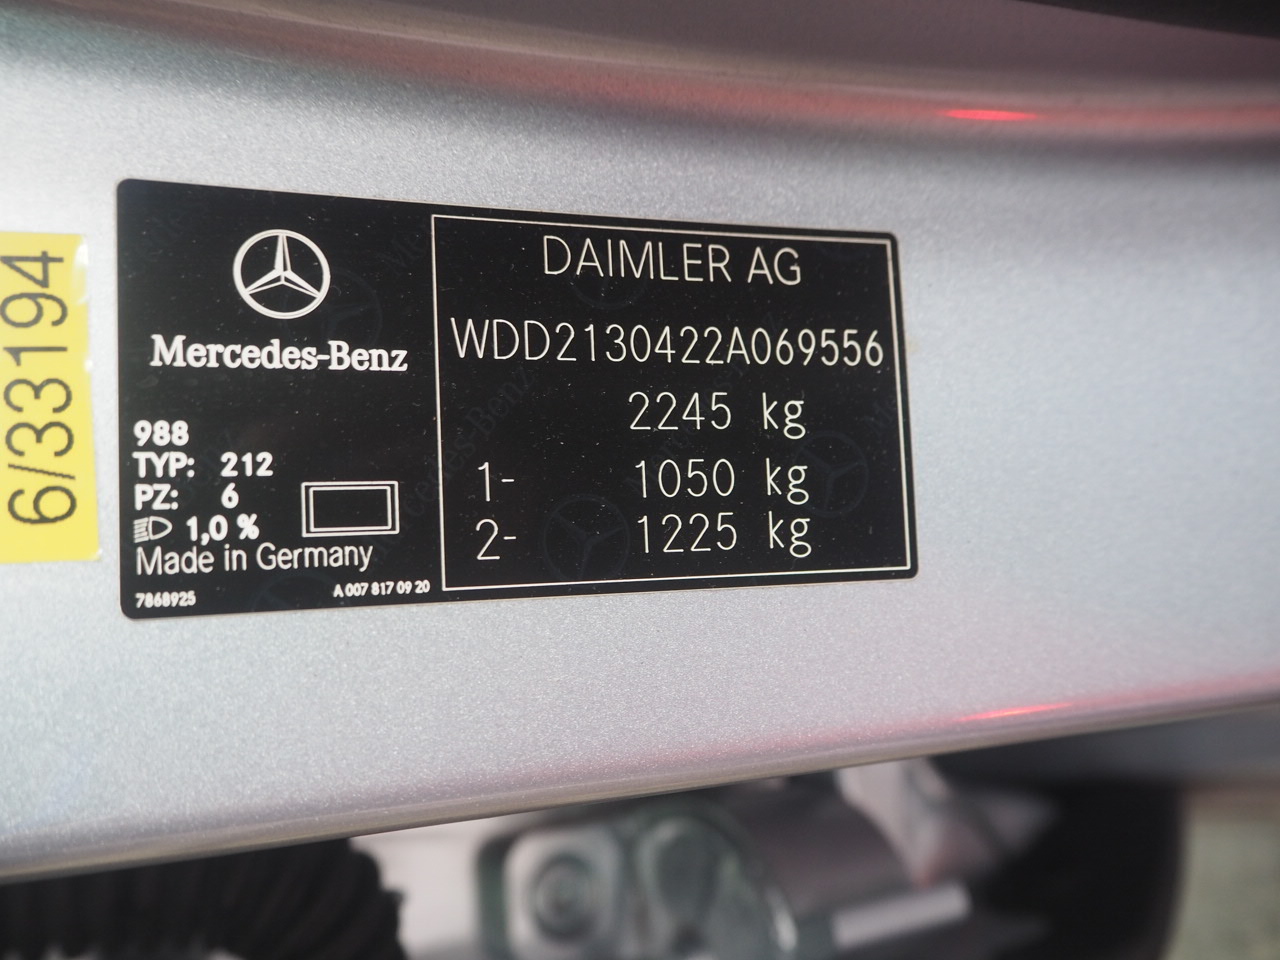 6/33194
Mercedes-Benz
988
TYP: 212
PZ: 6
1,0 %
Made in Germany
7868925
A 007 817 09 20
DAIMLER AG
WDD2130422A069556
2245 kg
1- 1050 kg
2- 1225 kg